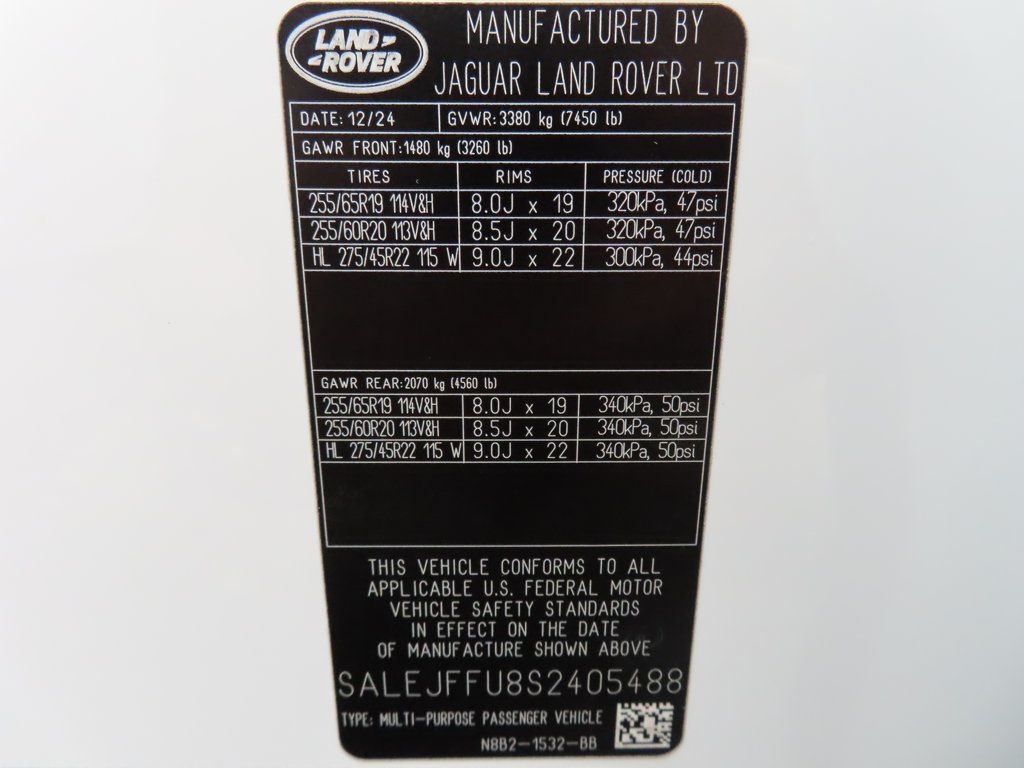 LAND-
-ROVER
MANUFACTURED BY
JAGUAR LAND ROVER LTD
DATE: 12/24 GVWR:3380 kg (7450 lb)
GAWR FRONT:1480 kg (3260 lb)
TIRES RIMS PRESSURE (COLD)
255/65R19 114V&H 8.0J x 19 320kPa, 47psi
255/60R20 113V&H 8.5J x 20 320kPa, 47psi
HL 275/45R22 115 W 9.0J x 22 300kPa, 44psi
GAWR REAR:2070 kg (4560 lb)
255/65R19 114V&H 8.0J x 19 340kPa, 50psi
255/60R20 113V&H 8.5J x 20 340kPa, 50psi
HL 275/45R22 115 W 9.0J x 22 340kPa, 50psi
THIS VEHICLE CONFORMS TO ALL
APPLICABLE U.S. FEDERAL MOTOR
VEHICLE SAFETY STANDARDS
IN EFFECT ON THE DATE
OF MANUFACTURE SHOWN ABOVE
SALEJFFU8S2405488
TYPE: MULTI-PURPOSE PASSENGER VEHICLE
N8B2-1532-BB